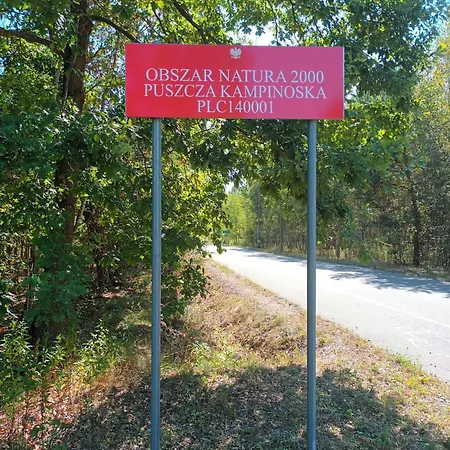 OBSZAR NATURA 2000
PUSZCZA KAMPINOSKA
PLC140001